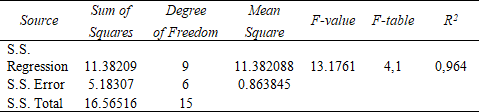 Source Sum of Squares Degree of Freedom Mean Square F-value F-table R2
S.S. Regression 11.38209 9 11.382088 13.1761 4,1 0,964
S.S. Error 5.18307 6 0.863845
S.S. Total 16.56516 15